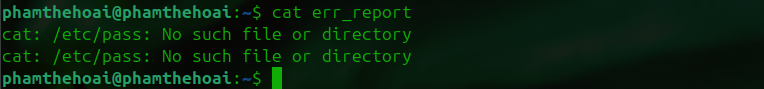 phamthehoai@phamthehoai:~$ cat err_report
cat: /etc/pass: No such file or directory
cat: /etc/pass: No such file or directory
phamthehoai@phamthehoai:~$